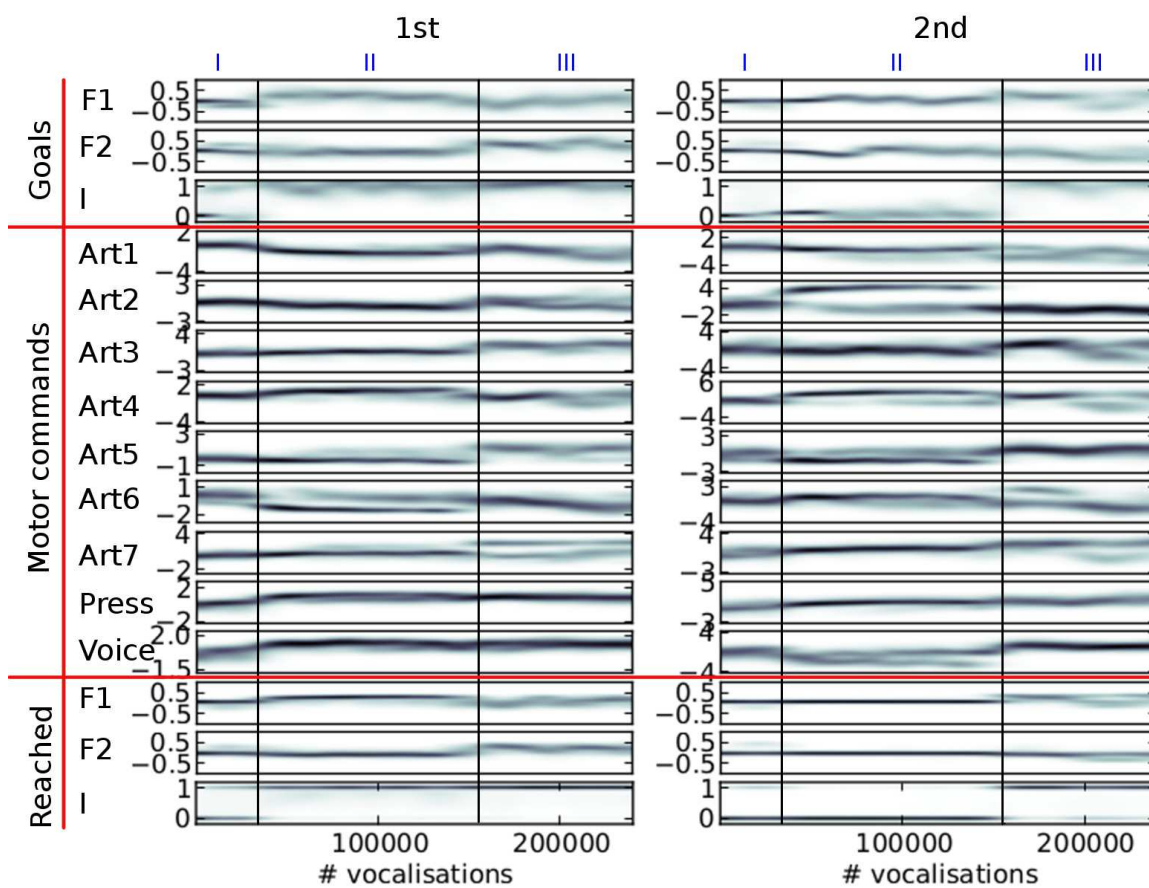 1st 2nd
I II III I II III
Goals
F1 0.5 −0.5 0.5 −0.5
F2 0.5 −0.5 0.5 −0.5
I 1 0 1 0
Motor commands
Art1 2 −4 2 −4
Art2 3 −3 4 −2
Art3 4 −3 4 −4
Art4 2 −4 6 −4
Art5 3 −1 3 −3
Art6 1 −2 3 −4
Art7 4 −2 4 −3
Press 2 −2 −3
Voice 2.0 −1.5 4 −4
Reached
F1 0.5 −0.5 0.5 −0.5
F2 0.5 −0.5 0.5 −0.5
I 1 0 1 0
100000 200000 100000 200000
# vocalisations # vocalisations